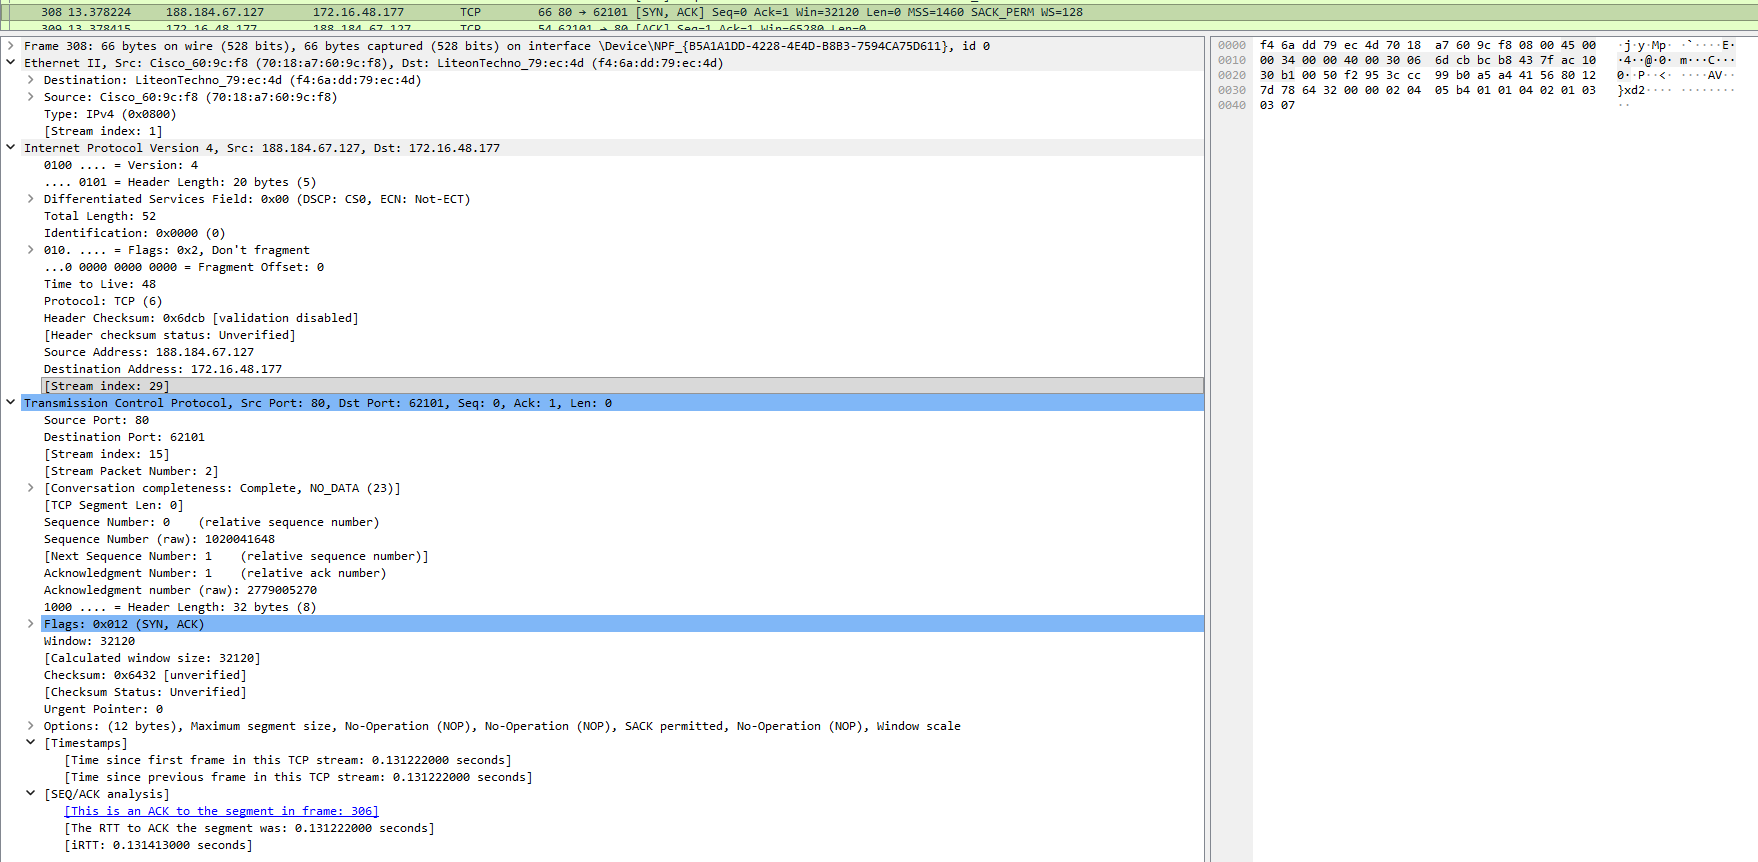 308 13.378224 188.184.67.127 172.16.48.177 TCP 66 80 → 62101 [SYN, ACK] Seq=0 Ack=1 Win=32120 Len=0 MSS=1460 SACK_PERM WS=128
309 13.378415 172.16.48.177 188.184.67.127 TCP 54 62101 → 80 [ACK] Seq=1 Ack=1 Win=65280 Len=0
Frame 308: 66 bytes on wire (528 bits), 66 bytes captured (528 bits) on interface \Device\NPF_{B5A1A1DD-4228-4E4D-B8B3-7594CA75D611}, id 0
Ethernet II, Src: Cisco_60:9c:f8 (70:18:a7:60:9c:f8), Dst: LiteonTechno_79:ec:4d (f4:6a:dd:79:ec:4d)
Destination: LiteonTechno_79:ec:4d (f4:6a:dd:79:ec:4d)
Source: Cisco_60:9c:f8 (70:18:a7:60:9c:f8)
Type: IPv4 (0x0800)
[Stream index: 1]
Internet Protocol Version 4, Src: 188.184.67.127, Dst: 172.16.48.177
0100 .... = Version: 4
.... 0101 = Header Length: 20 bytes (5)
Differentiated Services Field: 0x00 (DSCP: CS0, ECN: Not-ECT)
Total Length: 52
Identification: 0x0000 (0)
010. .... = Flags: 0x2, Don't fragment
...0 0000 0000 0000 = Fragment Offset: 0
Time to Live: 48
Protocol: TCP (6)
Header Checksum: 0x6dcb [validation disabled]
[Header checksum status: Unverified]
Source Address: 188.184.67.127
Destination Address: 172.16.48.177
[Stream index: 29]
Transmission Control Protocol, Src Port: 80, Dst Port: 62101, Seq: 0, Ack: 1, Len: 0
Source Port: 80
Destination Port: 62101
[Stream index: 15]
[Stream Packet Number: 2]
[Conversation completeness: Complete, NO_DATA (23)]
[TCP Segment Len: 0]
Sequence Number: 0 (relative sequence number)
Sequence Number (raw): 1020041648
[Next Sequence Number: 1 (relative sequence number)]
Acknowledgment Number: 1 (relative ack number)
Acknowledgment number (raw): 2779005270
1000 .... = Header Length: 32 bytes (8)
Flags: 0x012 (SYN, ACK)
Window: 32120
[Calculated window size: 32120]
Checksum: 0x6432 [unverified]
[Checksum Status: Unverified]
Urgent Pointer: 0
Options: (12 bytes), Maximum segment size, No-Operation (NOP), No-Operation (NOP), SACK permitted, No-Operation (NOP), Window scale
[Timestamps]
[Time since first frame in this TCP stream: 0.131222000 seconds]
[Time since previous frame in this TCP stream: 0.131222000 seconds]
[SEQ/ACK analysis]
[This is an ACK to the segment in frame: 306]
[The RTT to ACK the segment was: 0.131222000 seconds]
[iRTT: 0.131413000 seconds]
0000 f4 6a dd 79 ec 4d 70 18 a7 60 9c f8 08 00 45 00 ·j·y·Mp· ·`····E·
0010 00 34 00 00 40 00 30 06 6d cb bc b8 43 7f ac 10 ·4··@·0· m···C···
0020 30 b1 00 50 f2 95 3c cc 99 b0 a5 a4 41 56 80 12 0··P··<· ····AV··
0030 7d 78 64 32 00 00 02 04 05 b4 01 01 04 02 01 03 }xd2···· ········
0040 03 07 ··